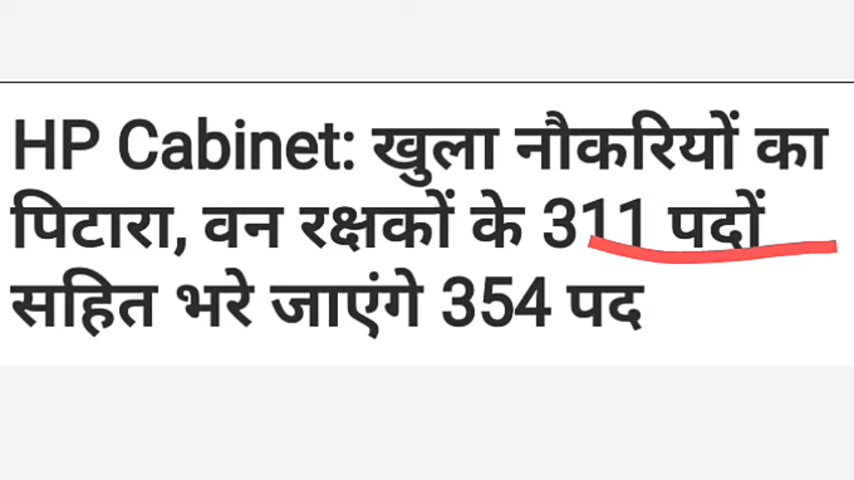 HP Cabinet: खुला नौकरियों का
पिटारा, वन रक्षकों के 311 पदों
सहित भरे जाएंगे 354 पद